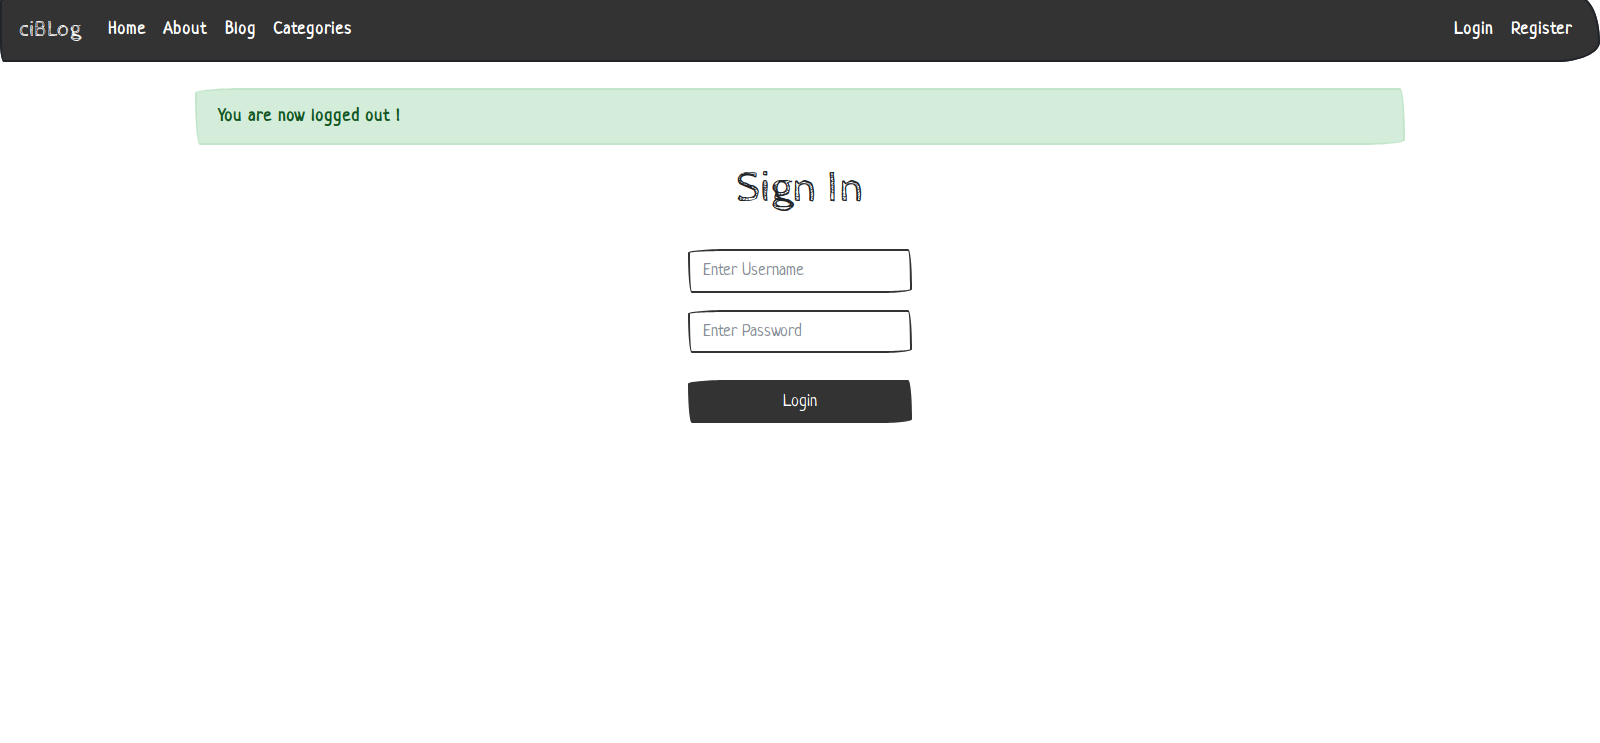 ciBLog Home About Blog Categories Login Register
You are now logged out !
Sign In
Enter Username
Enter Password
Login